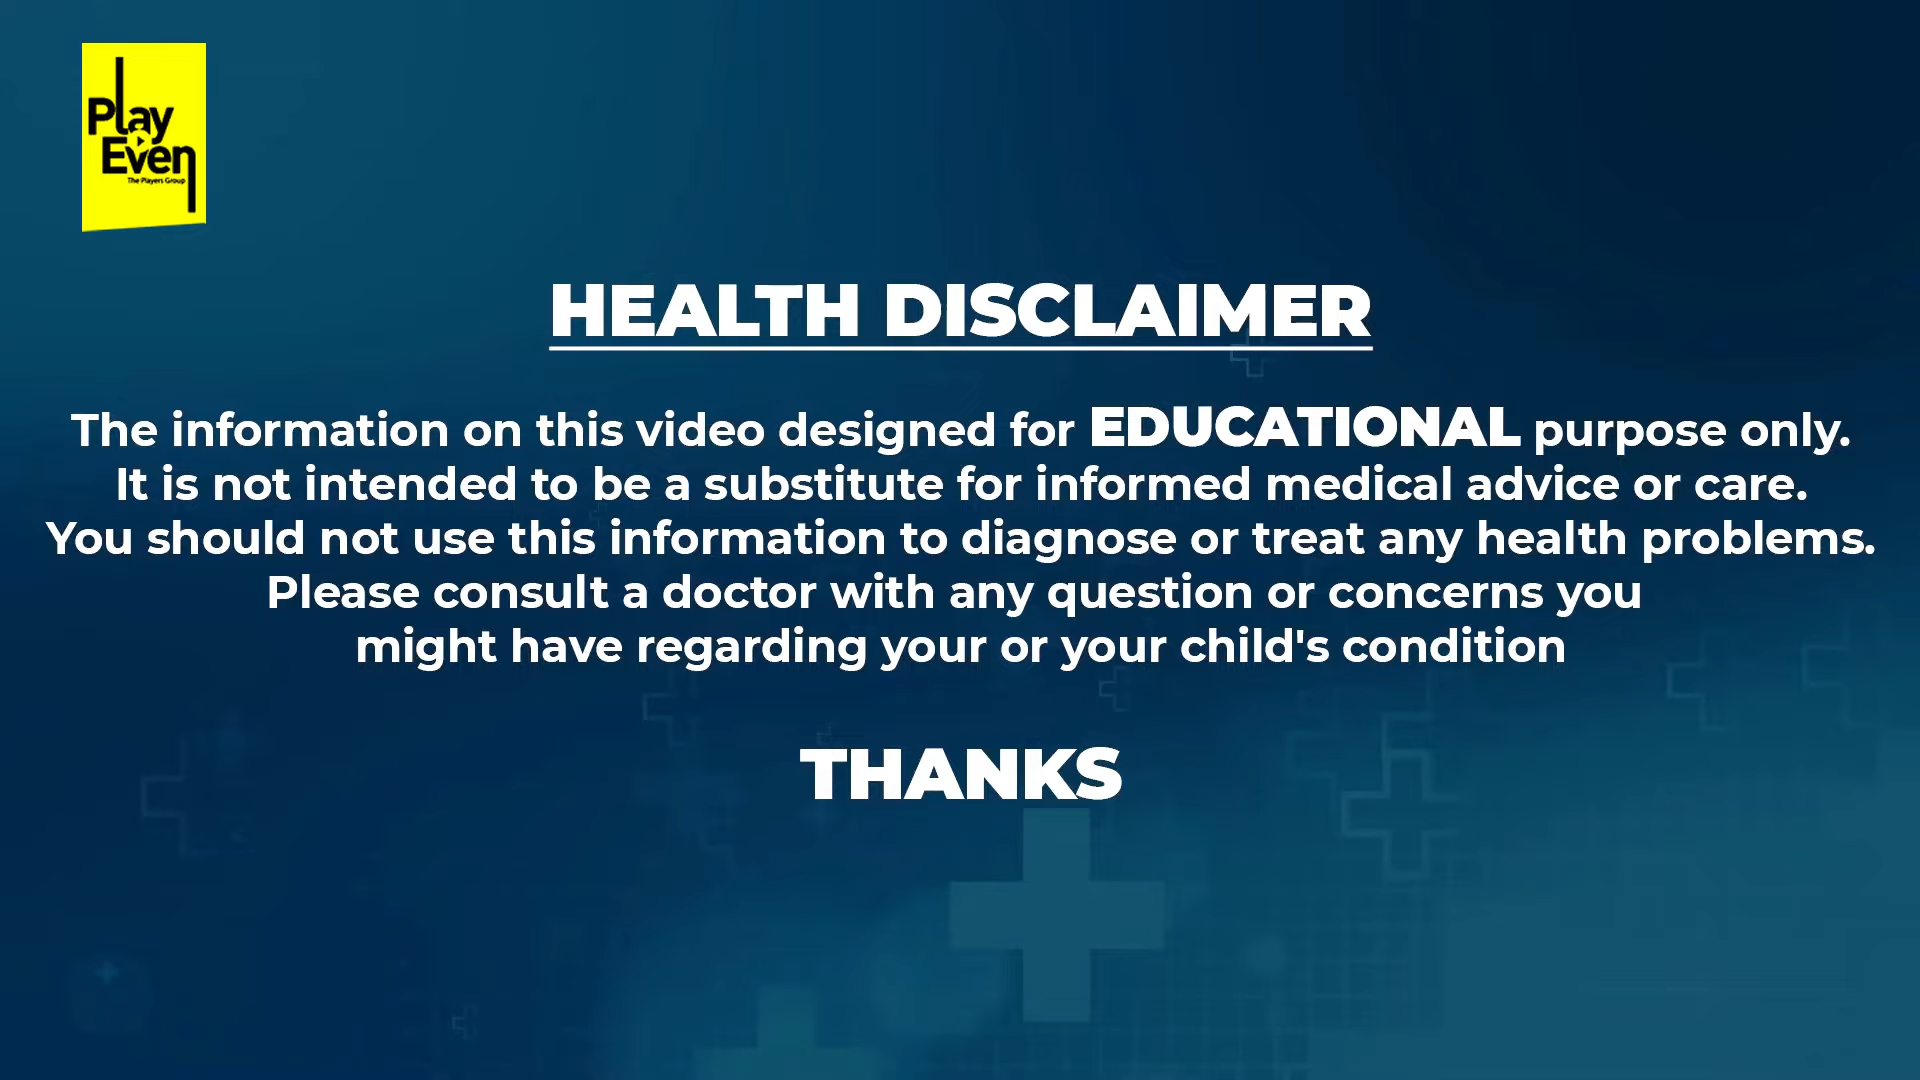 Play
Even
The Players Group
HEALTH DISCLAIMER
The information on this video designed for EDUCATIONAL purpose only.
It is not intended to be a substitute for informed medical advice or care.
You should not use this information to diagnose or treat any health problems.
Please consult a doctor with any question or concerns you
might have regarding your or your child's condition
THANKS